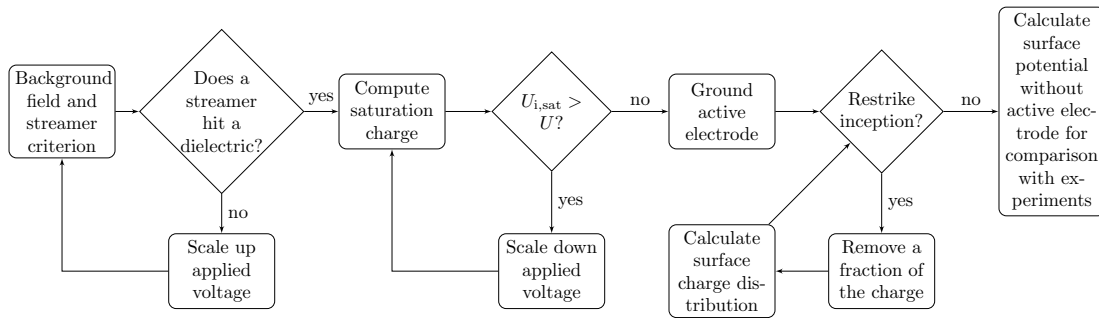 Background
field and
streamer
criterion
Does a
streamer
hit a
dielectric?
yes
no
Scale up
applied
voltage
Compute
saturation
charge
U_{i,sat} >
U?
no
yes
Scale down
applied
voltage
Ground
active
electrode
Restrike
inception?
no
yes
Remove a
fraction of
the charge
Calculate
surface
charge dis-
tribution
Calculate
surface
potential
without
active elec-
trode for
comparison
with ex-
periments